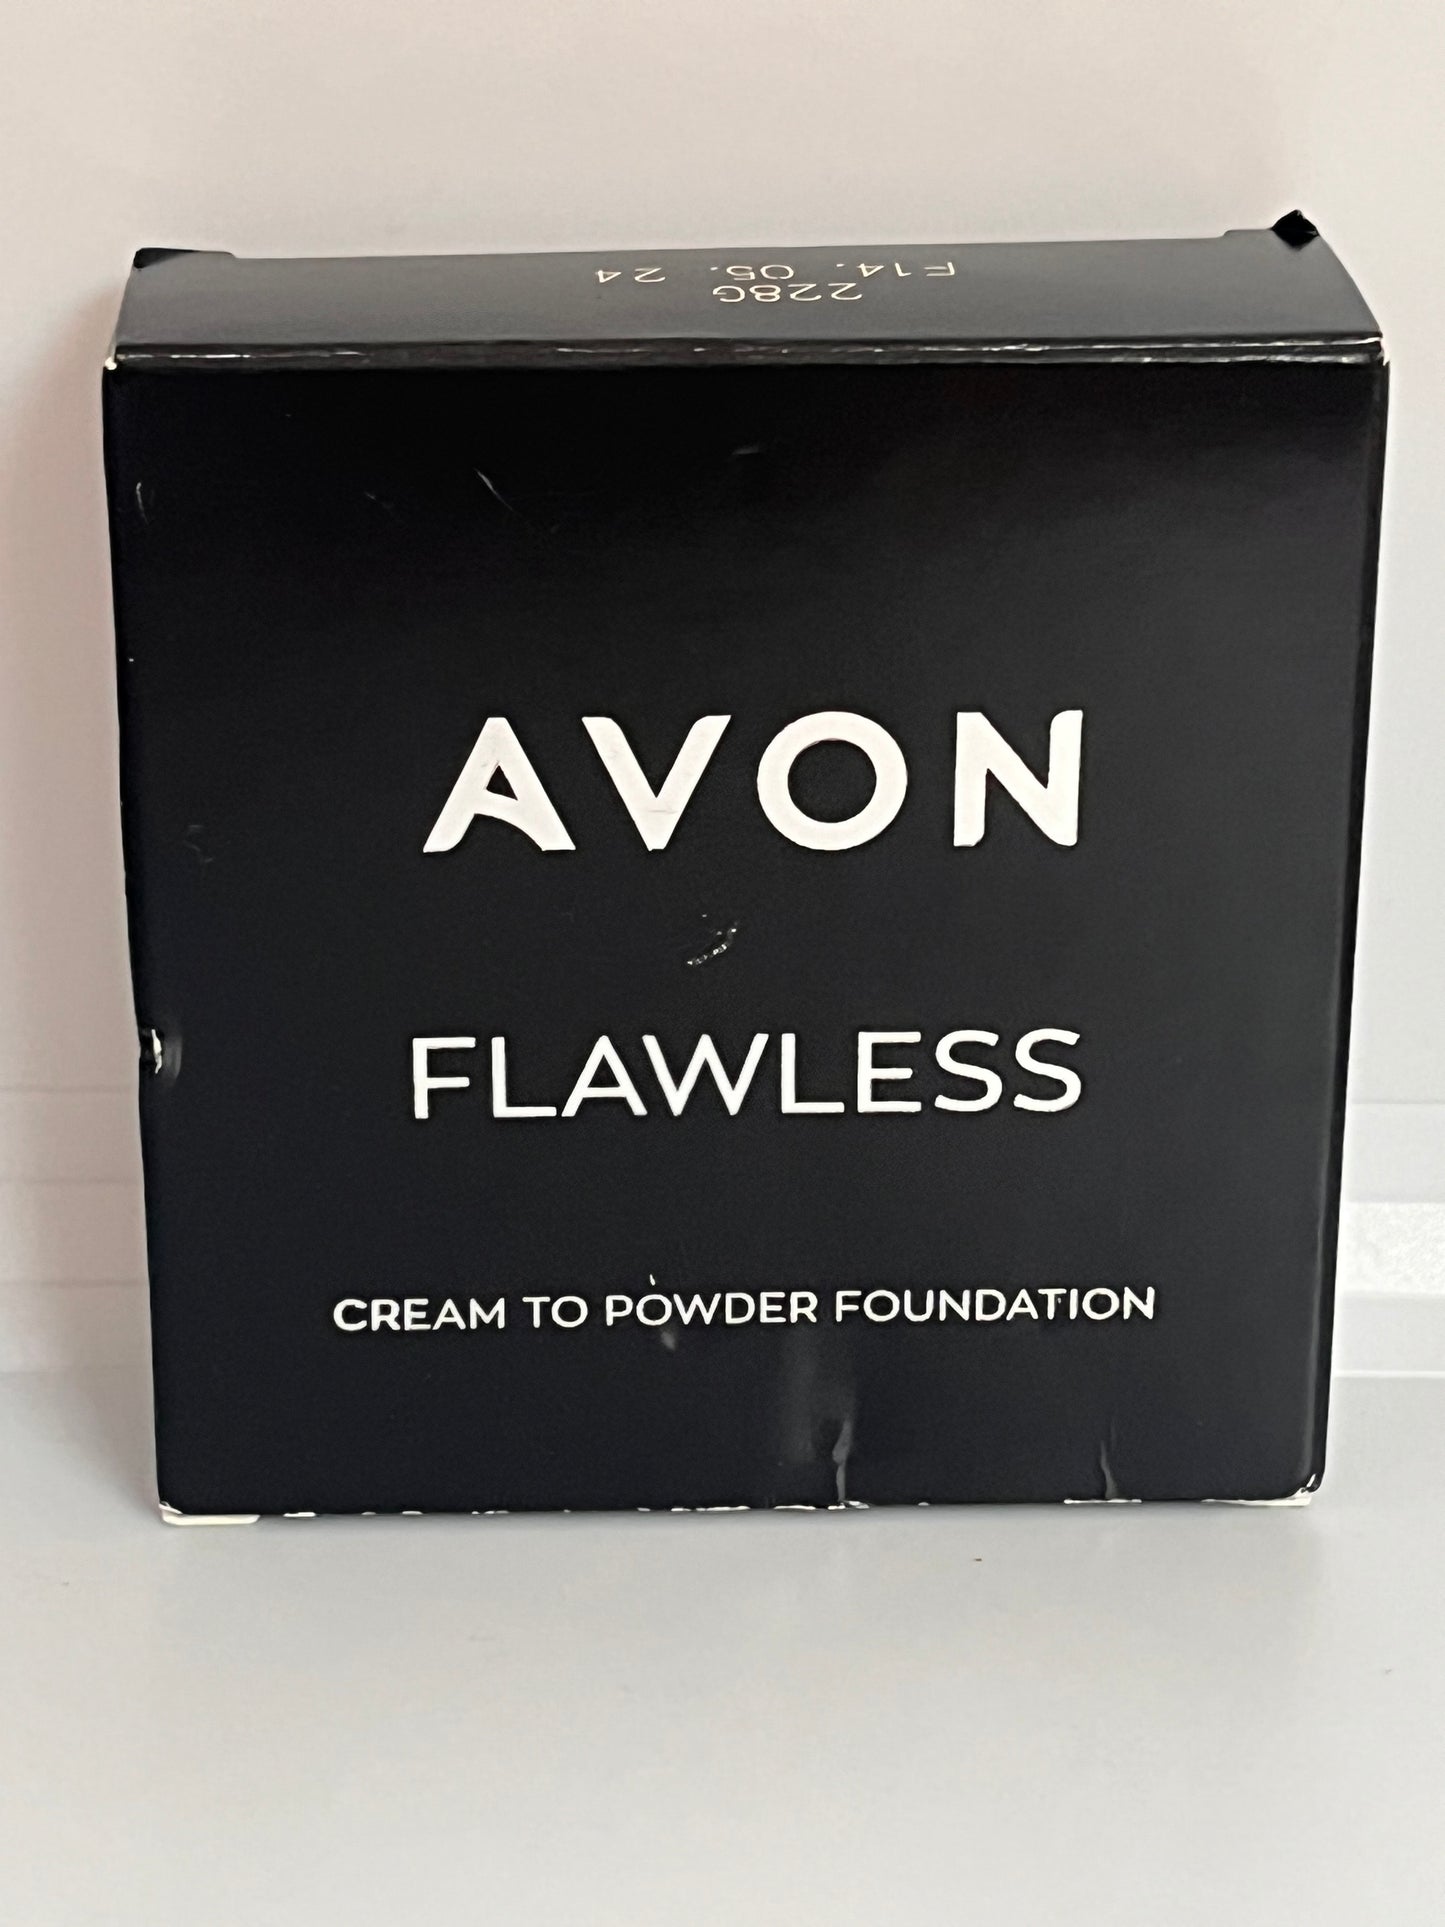 228G
F14. 05. 24
AVON
FLAWLESS
CREAM TO POWDER FOUNDATION